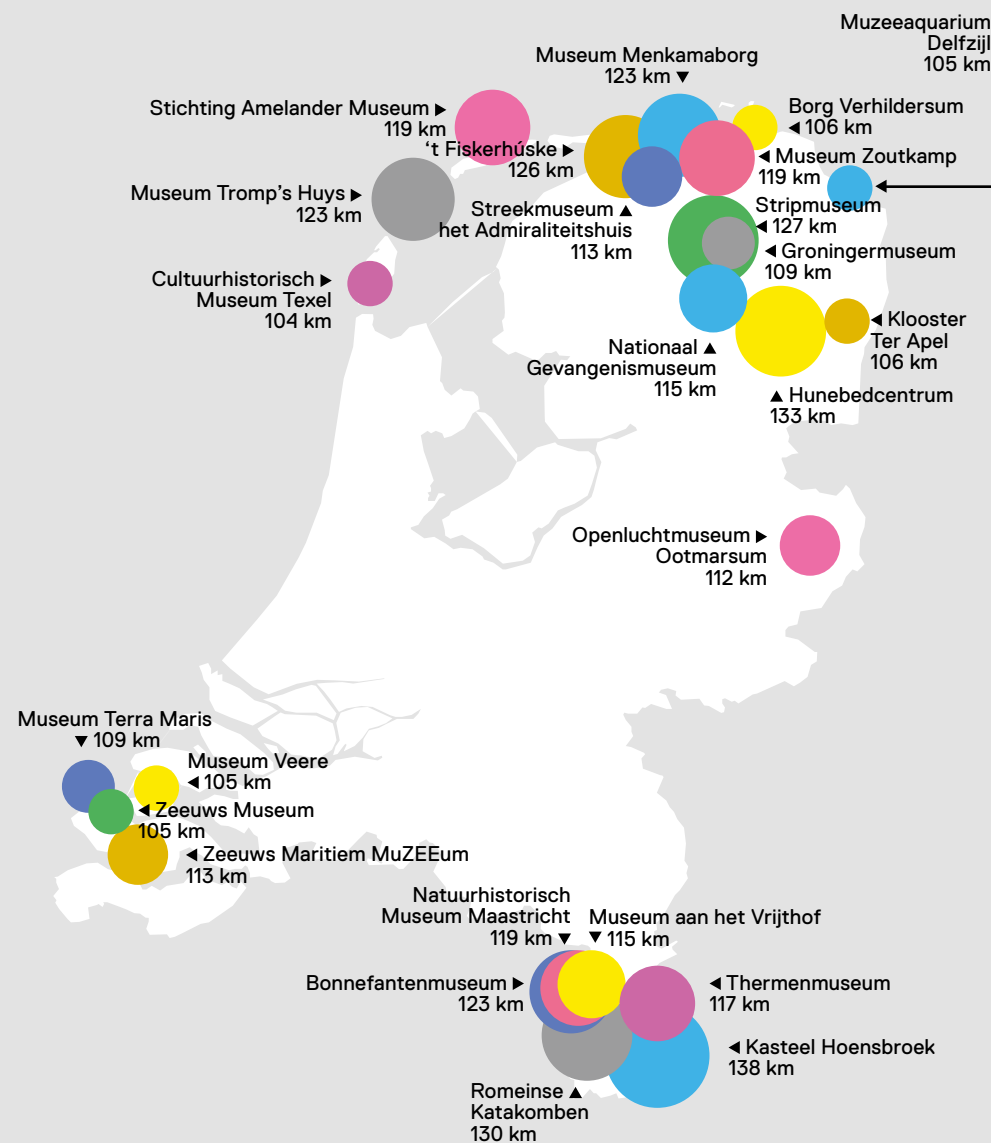 Muzeeaquarium
Delfzijl
105 km
Museum Menkamaborg
123 km ▼
Stichting Amelander Museum ►
119 km
Borg Verhildersum
◄ 106 km
‘t Fiskerhúske ►
126 km
◄ Museum Zoutkamp
119 km
Museum Tromp’s Huys ►
123 km
Streekmuseum ▲
het Admiraliteitshuis
113 km
Stripmuseum
◄ 127 km
◄ Groningermuseum
109 km
Cultuurhistorisch ►
Museum Texel
104 km
◄ Klooster
Ter Apel
106 km
Nationaal ▲
Gevangenismuseum
115 km
▲ Hunebedcentrum
133 km
Openluchtmuseum ►
Ootmarsum
112 km
Museum Terra Maris
▼ 109 km
Museum Veere
◄ 105 km
◄ Zeeuws Museum
105 km
◄ Zeeuws Maritiem MuZEEum
113 km
Natuurhistorisch
Museum Maastricht
119 km ▼
Museum aan het Vrijthof
▼ 115 km
Bonnefantenmuseum ►
123 km
◄ Thermenmuseum
117 km
◄ Kasteel Hoensbroek
138 km
Romeinse ▲
Katakomben
130 km